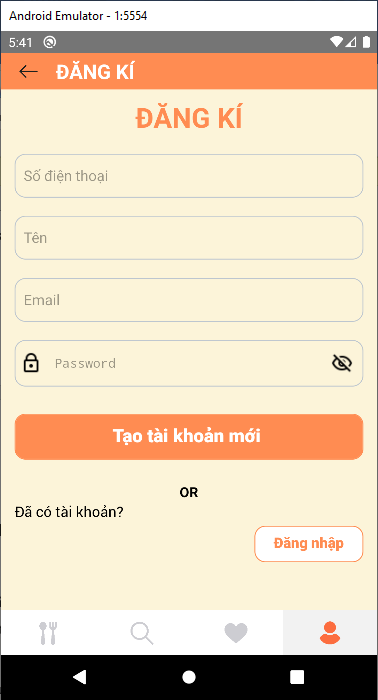 Android Emulator - 1:5554
5:41
ĐĂNG KÍ
ĐĂNG KÍ
Số điện thoại
Tên
Email
Password
Tạo tài khoản mới
OR
Đã có tài khoản?
Đăng nhập